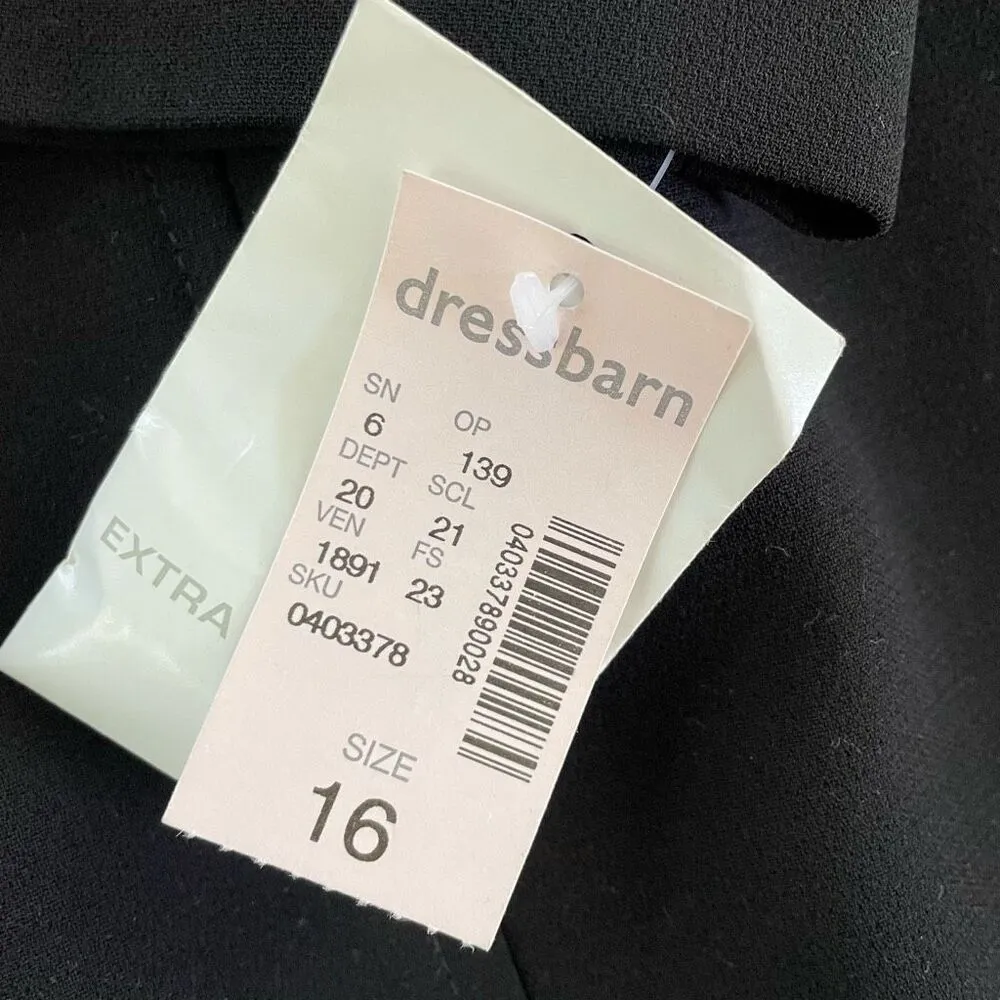 dressbarn
SN OP
6 139
DEPT SCL
20 21
VEN FS
1891 23
SKU
0403378
040337890028
SIZE
16
EXTRA